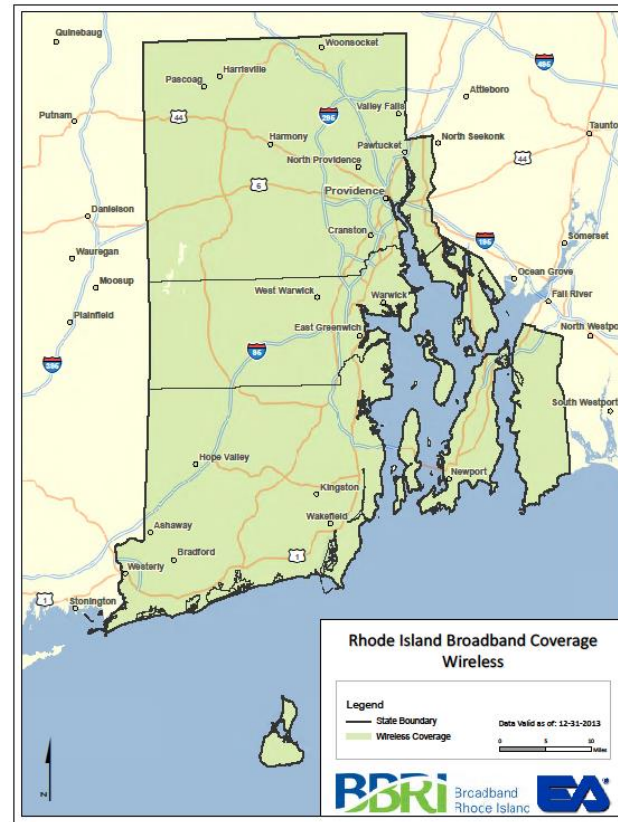 Quinebaug
Woonsocket
395
Pascoag
Harrisville
Attleboro
Putnam
44
295
Valley Falls
Taunton
Harmony
Pawtucket
North Seekonk
44
North Providence
6
Providence
Danielson
Cranston
195
Somerset
Wauregan
Ocean Grove
Moosup
West Warwick
Warwick
Fall River
Plainfield
East Greenwich
North Westpo
395
95
South Westport
Hope Valley
Newport
Kingston
Wakefield
Ashaway
Bradford
1
Westerly
1
Stonington
Rhode Island Broadband Coverage
Wireless
Legend
State Boundary
Data Valid as of: 12-31-2013
Wireless Coverage
0 5 10
Miles
N
BBRI Broadband
Rhode Island
EA